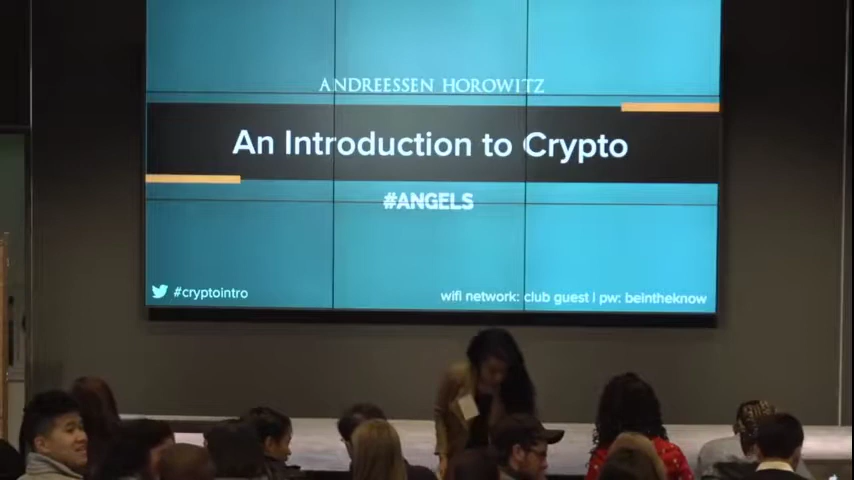 ANDREESSEN HOROWITZ
An Introduction to Crypto
#ANGELS
#cryptointro
wifi network: club guest | pw: beintheknow